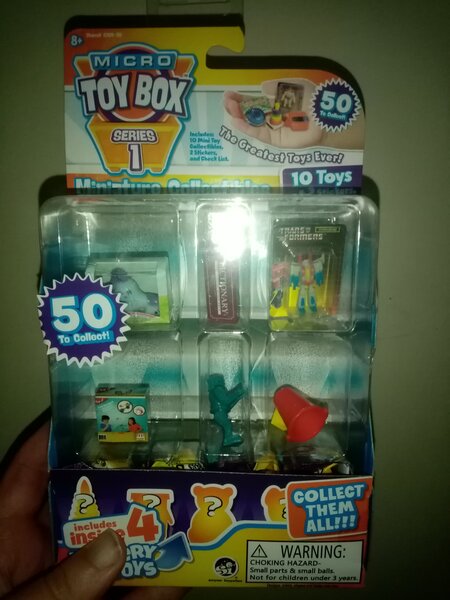 8+
MICRO
TOY BOX
SERIES
1
Includes:
10 Mini Toy
Collectibles,
2 Stickers,
and Check List.
50
To Collect!
The Greatest Toys Ever!
10 Toys
Miniature Collectibles
TRANSFORMERS
50
To Collect!
includes
inside 4
COLLECT
THEM
ALL!!!
WARNING:
CHOKING HAZARD-
Small parts & small balls.
Not for children under 3 years.